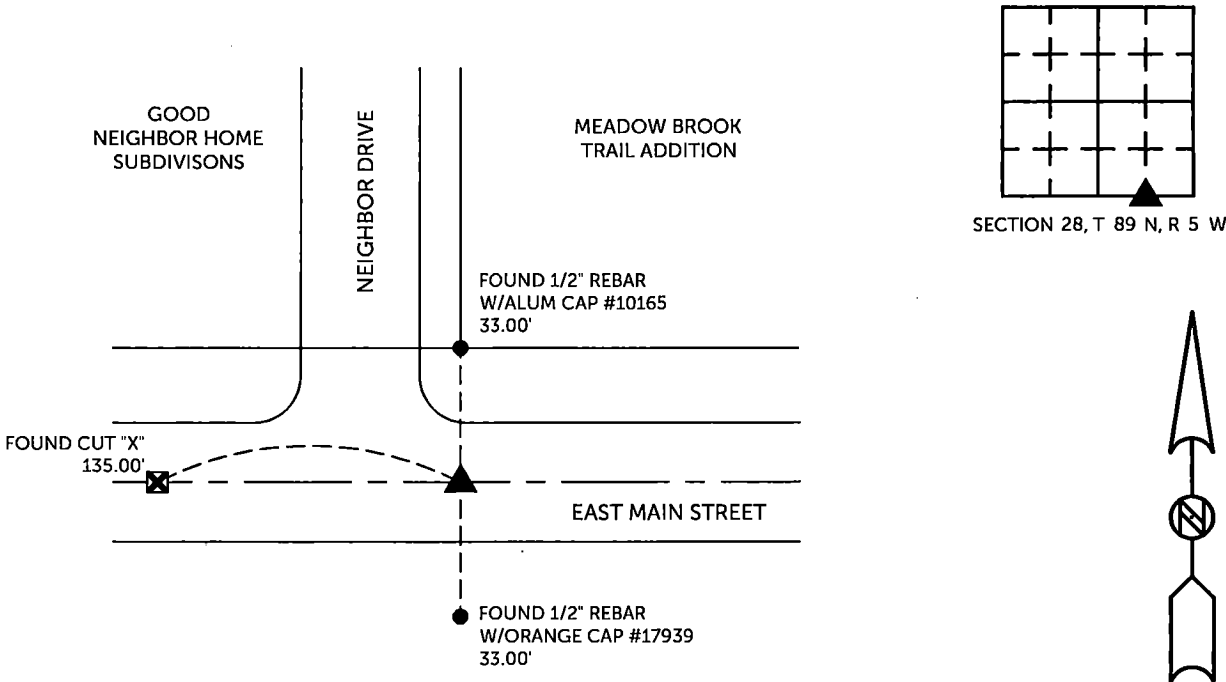 GOOD
NEIGHBOR HOME
SUBDIVISONS
NEIGHBOR DRIVE
MEADOW BROOK
TRAIL ADDITION
SECTION 28, T 89 N, R 5 W
FOUND 1/2" REBAR
W/ALUM CAP #10165
33.00'
FOUND CUT "X"
135.00'
EAST MAIN STREET
FOUND 1/2" REBAR
W/ORANGE CAP #17939
33.00'
N